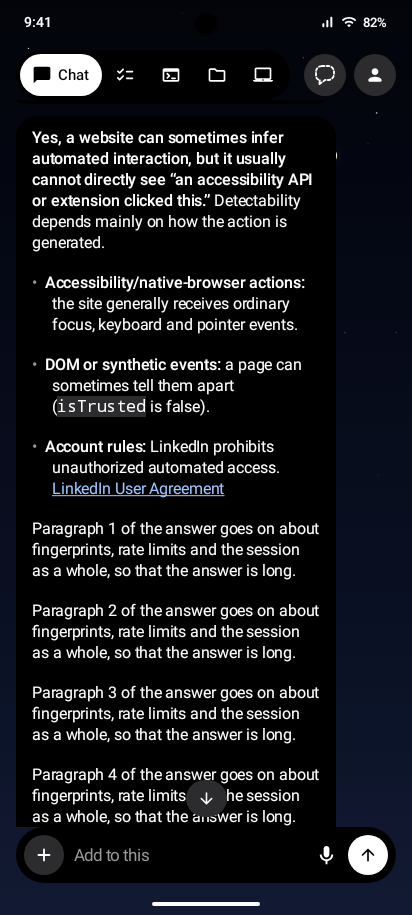 9:41
82%
Chat
Yes, a website can sometimes infer
automated interaction, but it usually
cannot directly see “an accessibility API
or extension clicked this.” Detectability
depends mainly on how the action is
generated.
• Accessibility/native-browser actions:
the site generally receives ordinary
focus, keyboard and pointer events.
• DOM or synthetic events: a page can
sometimes tell them apart
(isTrusted is false).
• Account rules: LinkedIn prohibits
unauthorized automated access.
LinkedIn User Agreement
Paragraph 1 of the answer goes on about
fingerprints, rate limits and the session
as a whole, so that the answer is long.
Paragraph 2 of the answer goes on about
fingerprints, rate limits and the session
as a whole, so that the answer is long.
Paragraph 3 of the answer goes on about
fingerprints, rate limits and the session
as a whole, so that the answer is long.
Paragraph 4 of the answer goes on about
fingerprints, rate limits he session
as a whole, so that the answer is long.
Add to this